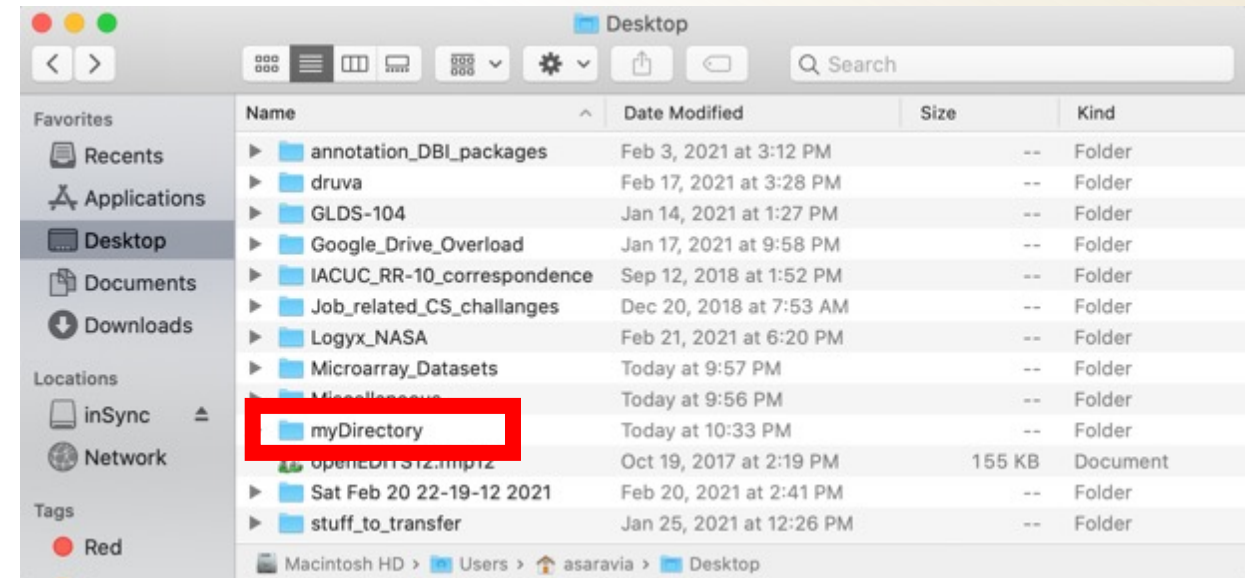 Desktop
Search
Favorites
Recents
Applications
Desktop
Documents
Downloads
Locations
inSync
Network
Tags
Red
Name Date Modified Size Kind
annotation_DBI_packages Feb 3, 2021 at 3:12 PM -- Folder
druva Feb 17, 2021 at 3:28 PM -- Folder
GLDS-104 Jan 14, 2021 at 1:27 PM -- Folder
Google_Drive_Overload Jan 17, 2021 at 9:58 PM -- Folder
IACUC_RR-10_correspondence Sep 12, 2018 at 1:52 PM -- Folder
Job_related_CS_challanges Dec 20, 2018 at 7:53 AM -- Folder
Logyx_NASA Feb 21, 2021 at 6:20 PM -- Folder
Microarray_Datasets Today at 9:57 PM -- Folder
Today at 9:56 PM -- Folder
myDirectory Today at 10:33 PM -- Folder
Oct 19, 2017 at 2:19 PM 155 KB Document
Sat Feb 20 22-19-12 2021 Feb 20, 2021 at 2:41 PM -- Folder
stuff_to_transfer Jan 25, 2021 at 12:26 PM -- Folder
Macintosh HD > Users > asaravia > Desktop